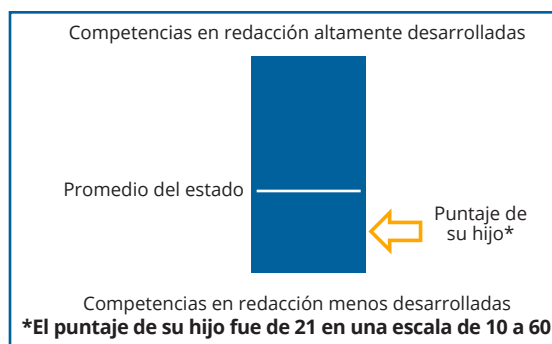 Competencias en redacción altamente desarrolladas
Promedio del estado
Puntaje de
su hijo*
Competencias en redacción menos desarrolladas
*El puntaje de su hijo fue de 21 en una escala de 10 a 60